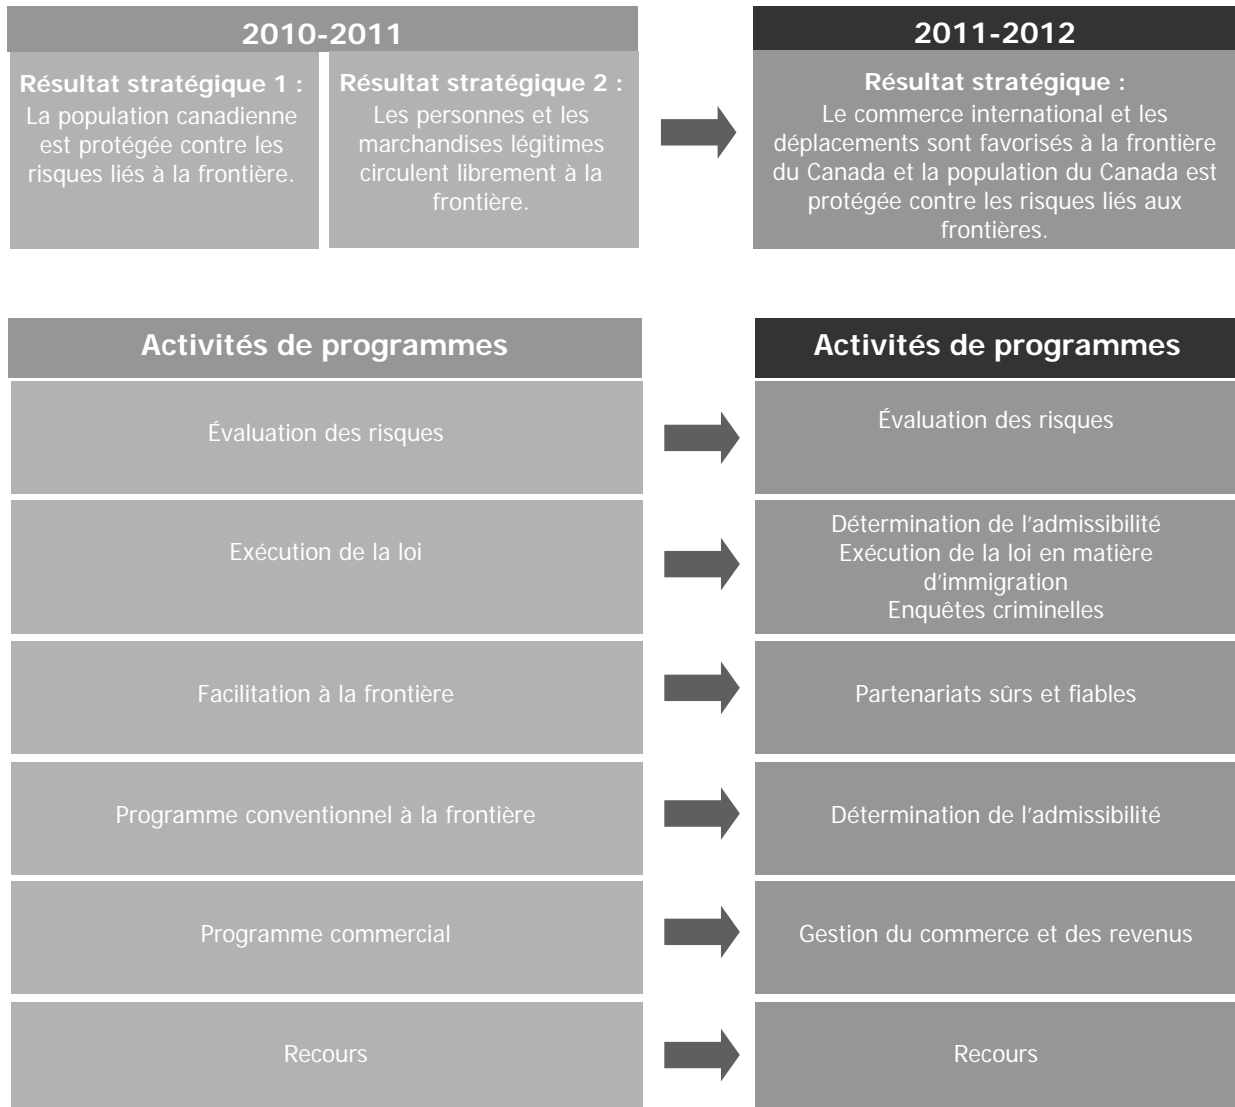 2010-2011
Résultat stratégique 1 :
La population canadienne
est protégée contre les
risques liés à la frontière.
Résultat stratégique 2 :
Les personnes et les
marchandises légitimes
circulent librement à la
frontière.
2011-2012
Résultat stratégique :
Le commerce international et les
déplacements sont favorisés à la frontière
du Canada et la population du Canada est
protégée contre les risques liés aux
frontières.
Activités de programmes
Activités de programmes
Évaluation des risques
Évaluation des risques
Exécution de la loi
Détermination de l'admissibilité
Exécution de la loi en matière
d'immigration
Enquêtes criminelles
Facilitation à la frontière
Partenariats sûrs et fiables
Programme conventionnel à la frontière
Détermination de l'admissibilité
Programme commercial
Gestion du commerce et des revenus
Recours
Recours